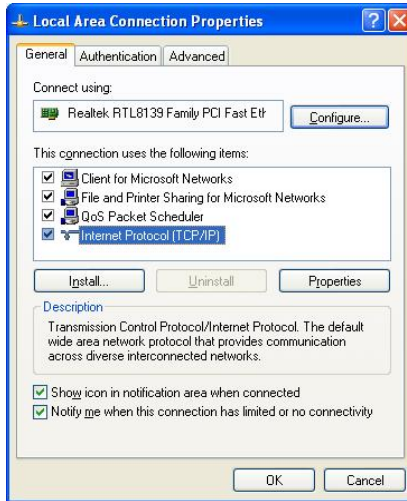 Local Area Connection Properties
General Authentication Advanced
Connect using:
Realtek RTL8139 Family PCI Fast Eth
Configure...
This connection uses the following items:
Client for Microsoft Networks
File and Printer Sharing for Microsoft Networks
QoS Packet Scheduler
Internet Protocol (TCP/IP)
Install... Uninstall Properties
Description
Transmission Control Protocol/Internet Protocol. The default
wide area network protocol that provides communication
across diverse interconnected networks.
Show icon in notification area when connected
Notify me when this connection has limited or no connectivity
OK Cancel